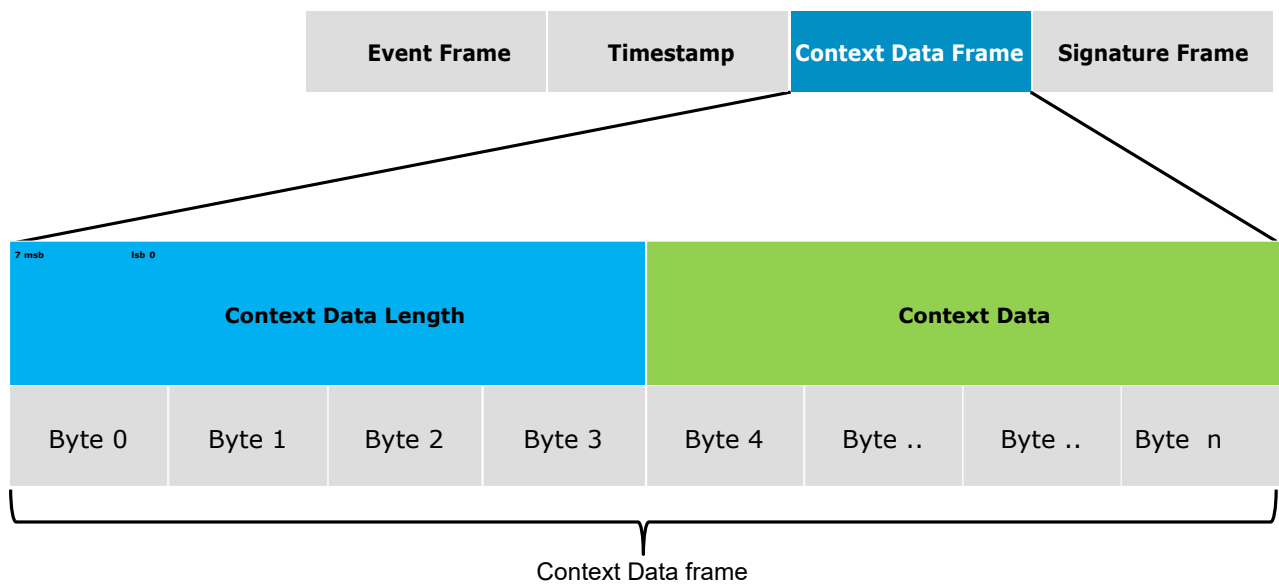 Event Frame Timestamp Context Data Frame Signature Frame
7 msb lsb 0
Context Data Length Context Data
Byte 0 Byte 1 Byte 2 Byte 3 Byte 4 Byte .. Byte .. Byte n
Context Data frame